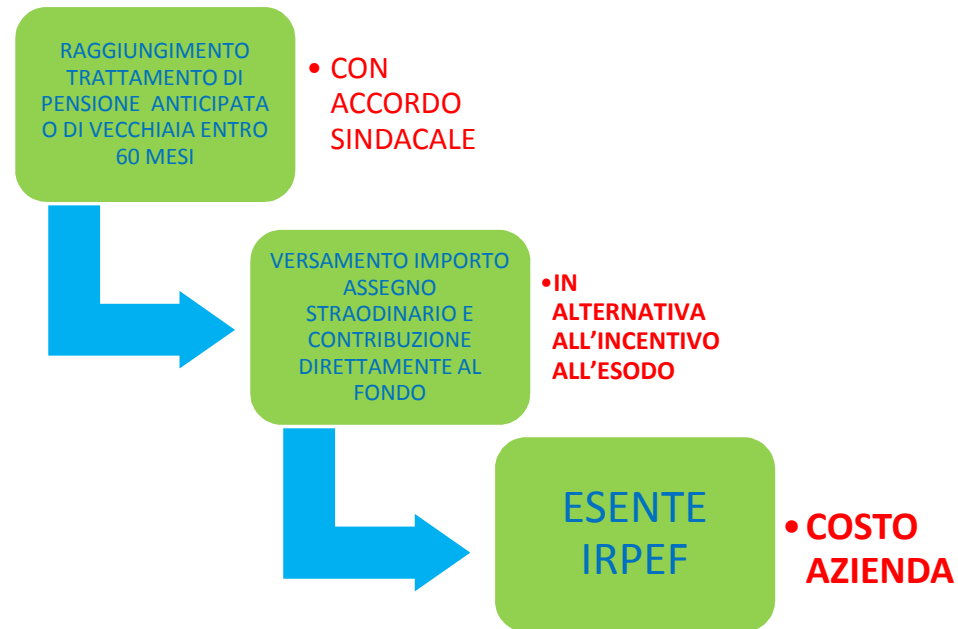 RAGGIUNGIMENTO
TRATTAMENTO DI
PENSIONE ANTICIPATA
O DI VECCHIAIA ENTRO
60 MESI
• CON
ACCORDO
SINDACALE
VERSAMENTO IMPORTO
ASSEGNO
STRAODINARIO E
CONTRIBUZIONE
DIRETTAMENTE AL
FONDO
•IN
ALTERNATIVA
ALL'INCENTIVO
ALL'ESODO
ESENTE
IRPEF
• COSTO
AZIENDA